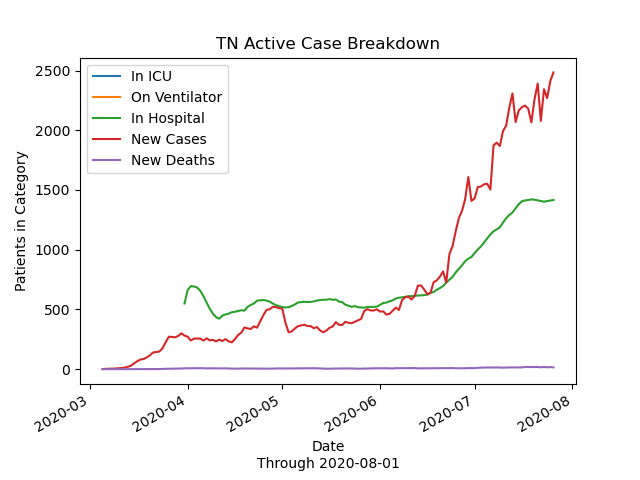 TN Active Case Breakdown
In ICU
On Ventilator
In Hospital
New Cases
New Deaths
Patients in Category
2500
2000
1500
1000
500
0
2020-03
2020-04
2020-05
2020-06
2020-07
2020-08
Date
Through 2020-08-01